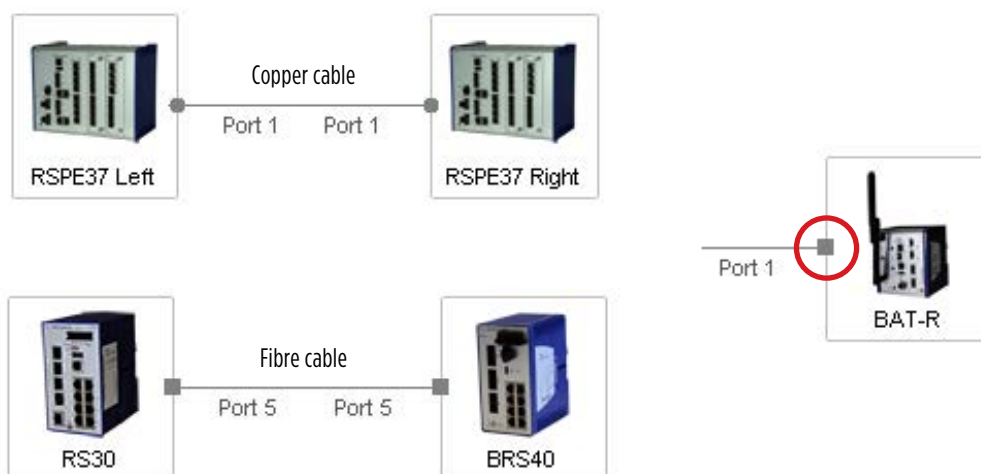 Copper cable
Port 1 Port 1
RSPE37 Left
RSPE37 Right
Port 1
BAT-R
Fibre cable
Port 5 Port 5
RS30
BRS40